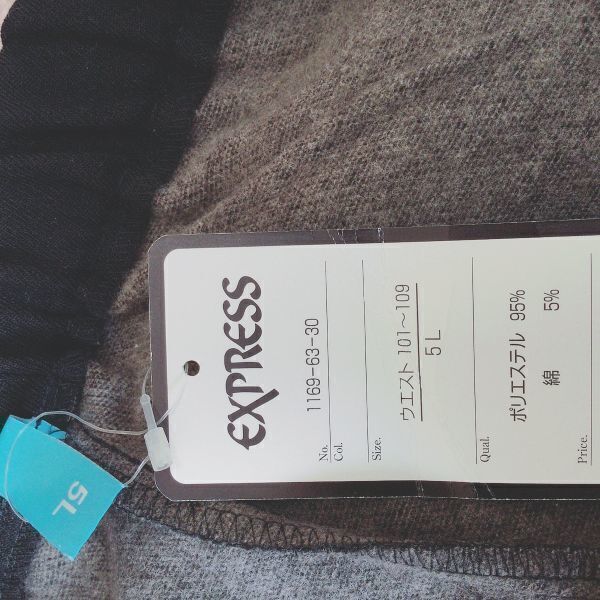 EXPRESS
No. 1169-63-30
Col.
Size. ウエスト 101～109
5L
Qual. ポリエステル 95%
綿 5%
Price.
5L